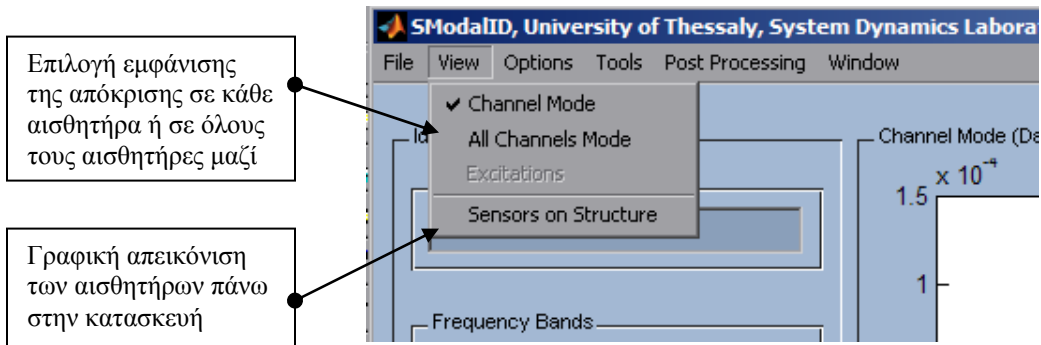 Επιλογή εμφάνισης
της απόκρισης σε κάθε
αισθητήρα ή σε όλους
τους αισθητήρες μαζί
Γραφική απεικόνιση
των αισθητήρων πάνω
στην κατασκευή
SModalID, University of Thessaly, System Dynamics Labora
File View Options Tools Post Processing Window
✔ Channel Mode
All Channels Mode
Excitations
Sensors on Structure
Id
Frequency Bands
Channel Mode (Da
x 10⁻⁴
1.5
1